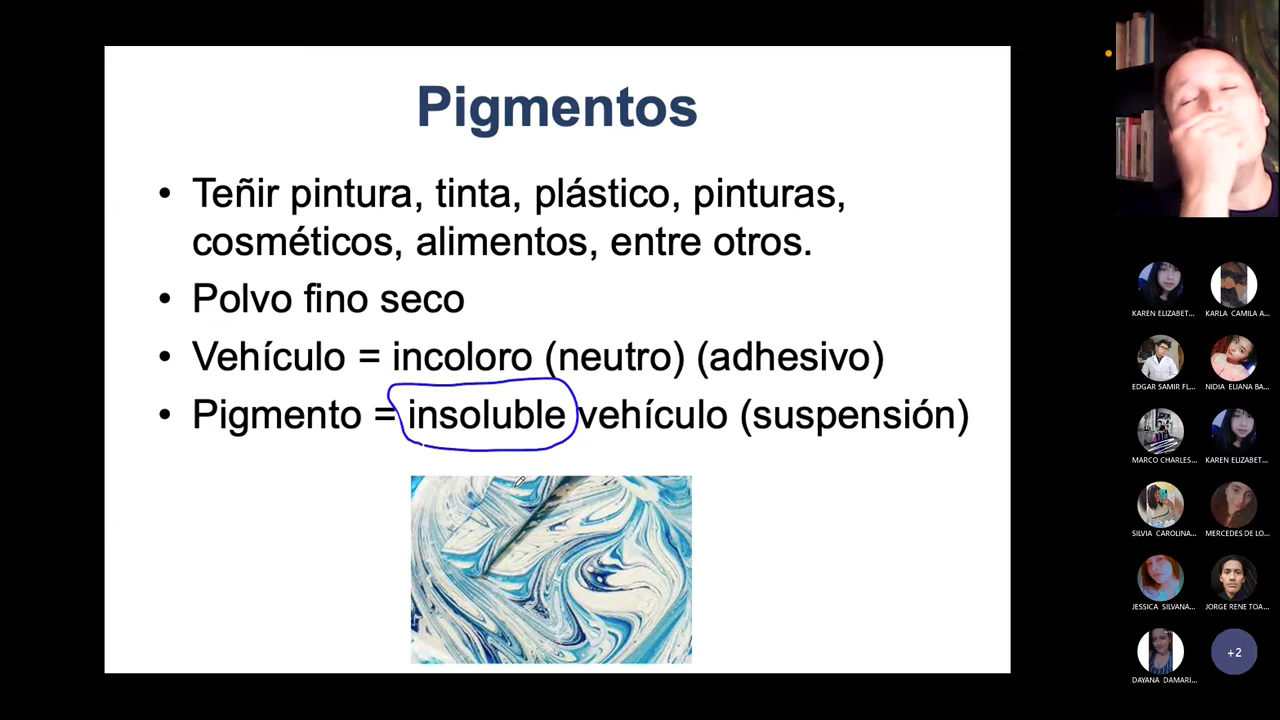 Pigmentos
• Teñir pintura, tinta, plástico, pinturas,
cosméticos, alimentos, entre otros.
• Polvo fino seco
• Vehículo = incoloro (neutro) (adhesivo)
• Pigmento = insoluble vehículo (suspensión)
KAREN ELIZABET...
KARLA CAMILA A...
EDGAR SAMIR FL...
NIDIA ELIANA BA...
MARCO CHARLES...
KAREN ELIZABET...
SILVIA CAROLINA...
MERCEDES DE LO...
JESSICA SILVANA...
JORGE RENE TOA...
DAYANA DAMARI...
+2